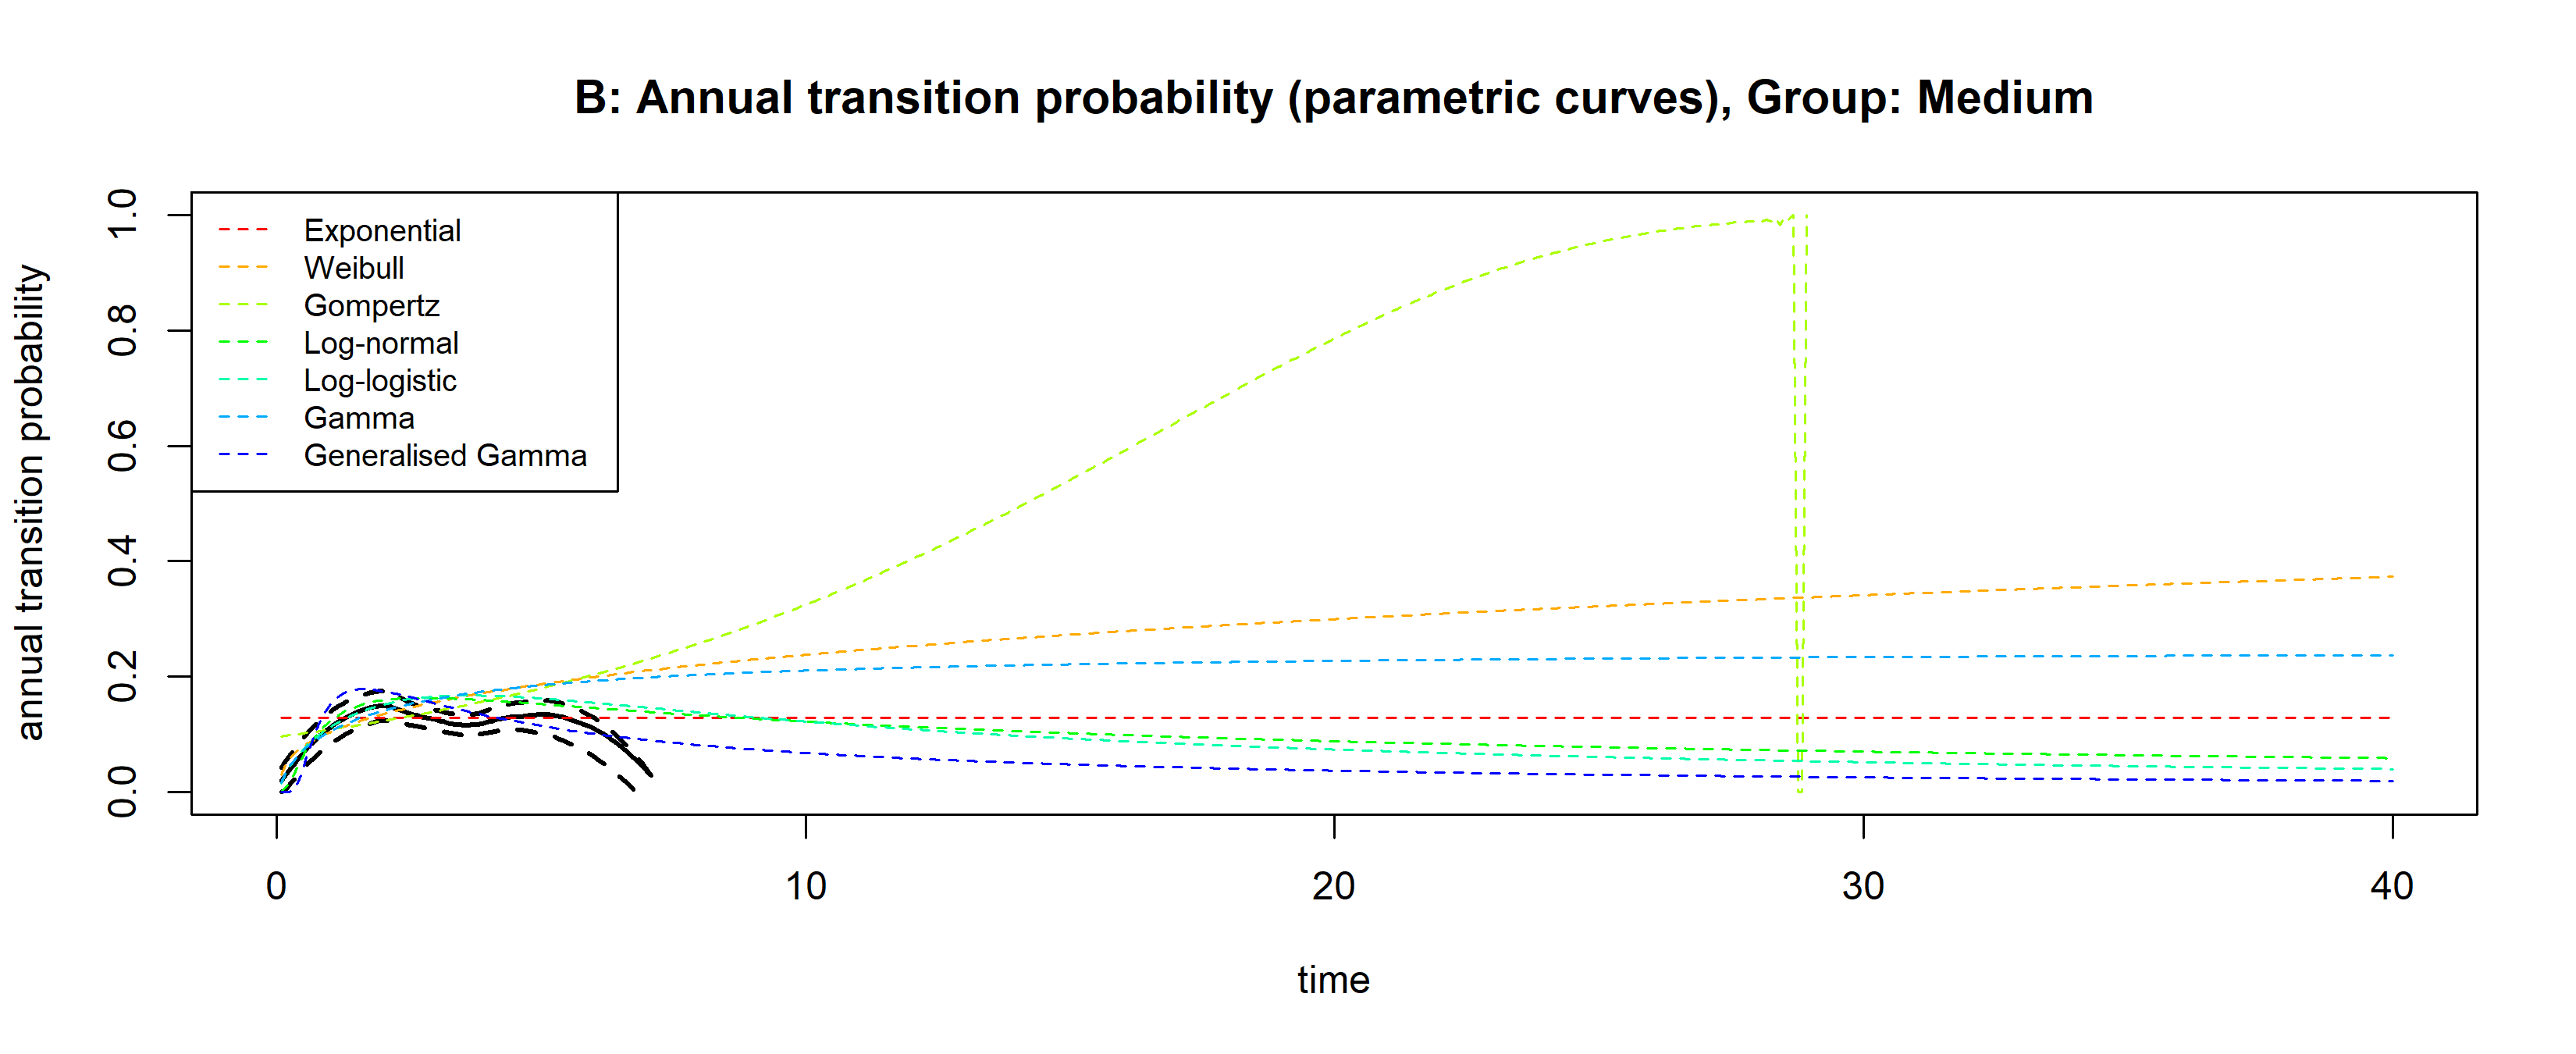 B: Annual transition probability (parametric curves), Group: Medium
annual transition probability
1.0
0.8
0.6
0.4
0.2
0.0
Exponential
Weibull
Gompertz
Log-normal
Log-logistic
Gamma
Generalised Gamma
0 10 20 30 40
time